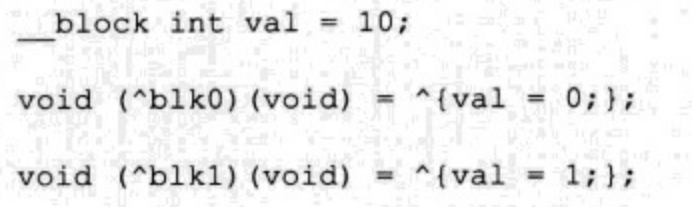 __block int val = 10;
void (^blk0)(void) = ^{val = 0;};
void (^blk1)(void) = ^{val = 1;};